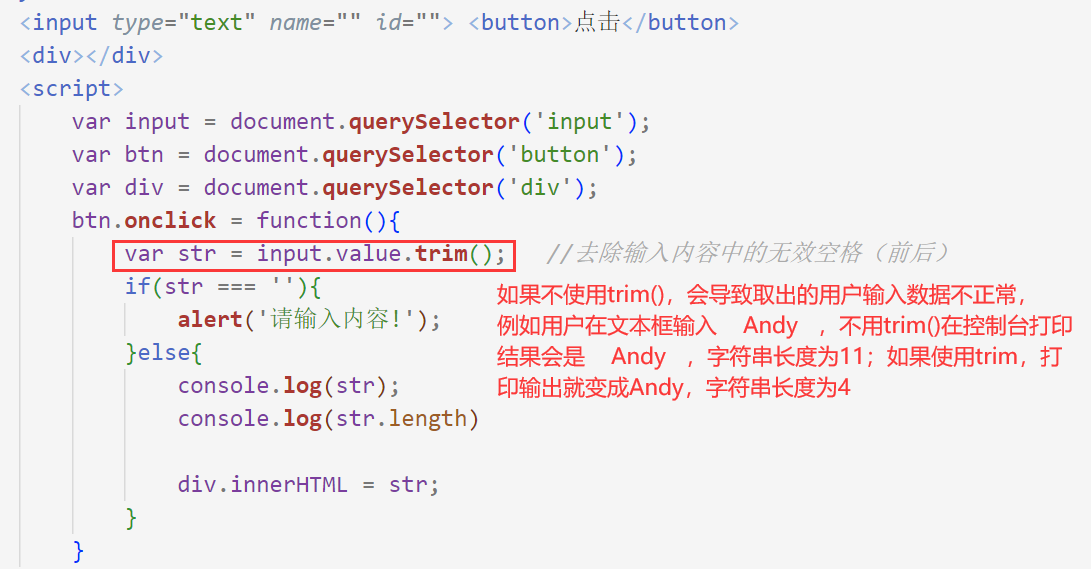 <input type="text" name="" id=""> <button>点击</button>
<div></div>
<script>
var input = document.querySelector('input');
var btn = document.querySelector('button');
var div = document.querySelector('div');
btn.onclick = function(){
var str = input.value.trim(); //去除输入内容中的无效空格（前后）
if(str === ''){
alert('请输入内容!');
}else{
console.log(str);
console.log(str.length)
div.innerHTML = str;
}
}
如果不使用trim()，会导致取出的用户输入数据不正常，
例如用户在文本框输入 Andy ，不用trim()在控制台打印
结果会是 Andy ，字符串长度为11；如果使用trim，打
印输出就变成Andy，字符串长度为4